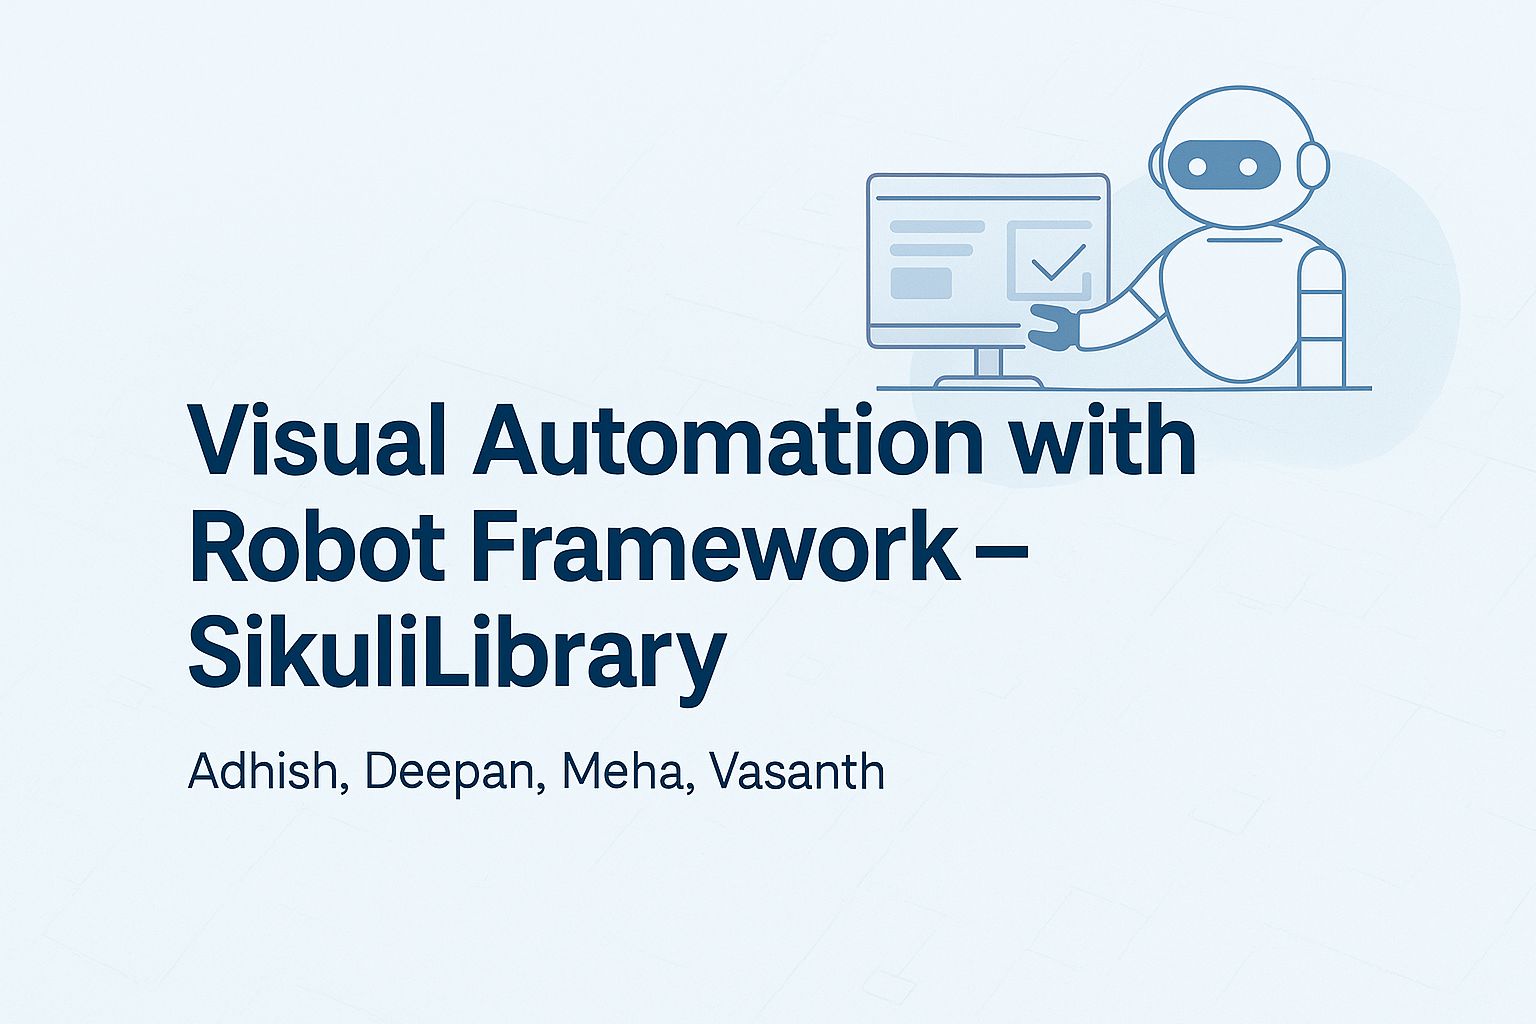 Visual Automation with
Robot Framework –
SikuliLibrary
Adhish, Deepan, Meha, Vasanth